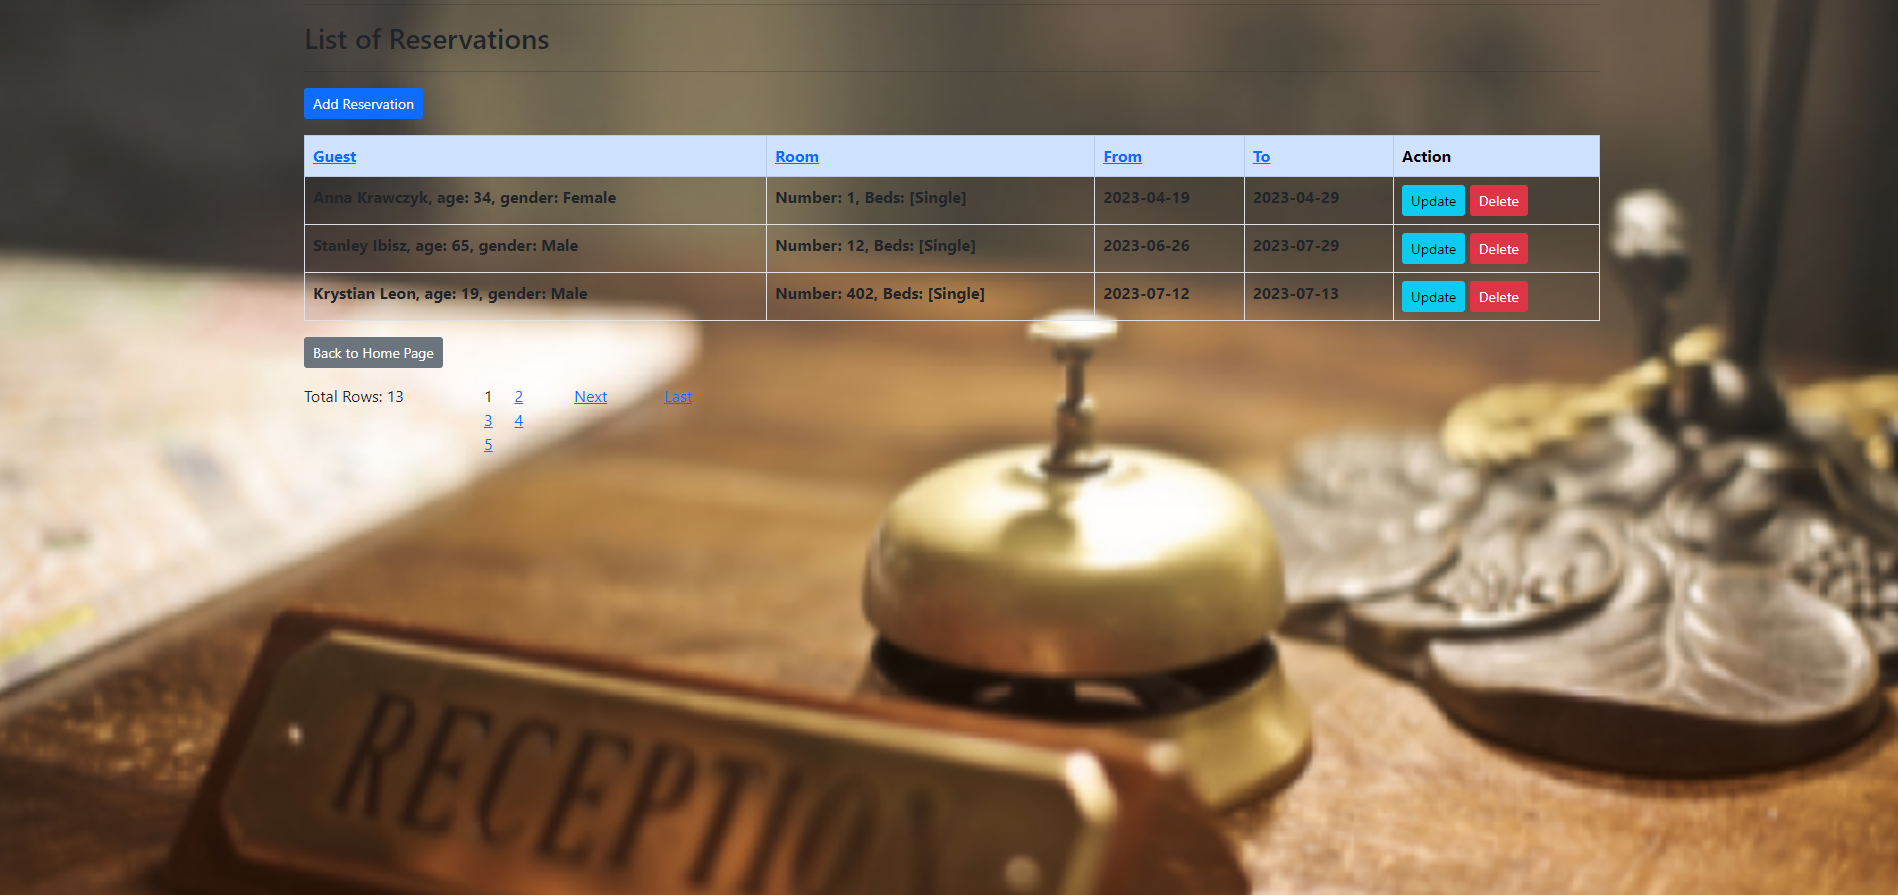 List of Reservations
Add Reservation
Guest Room From To Action
Anna Krawczyk, age: 34, gender: Female Number: 1, Beds: [Single] 2023-04-19 2023-04-29 Update Delete
Stanley Ibisz, age: 65, gender: Male Number: 12, Beds: [Single] 2023-06-26 2023-07-29 Update Delete
Krystian Leon, age: 19, gender: Male Number: 402, Beds: [Single] 2023-07-12 2023-07-13 Update Delete
Back to Home Page
Total Rows: 13 1 2 Next Last
3 4
5
RECEPTION